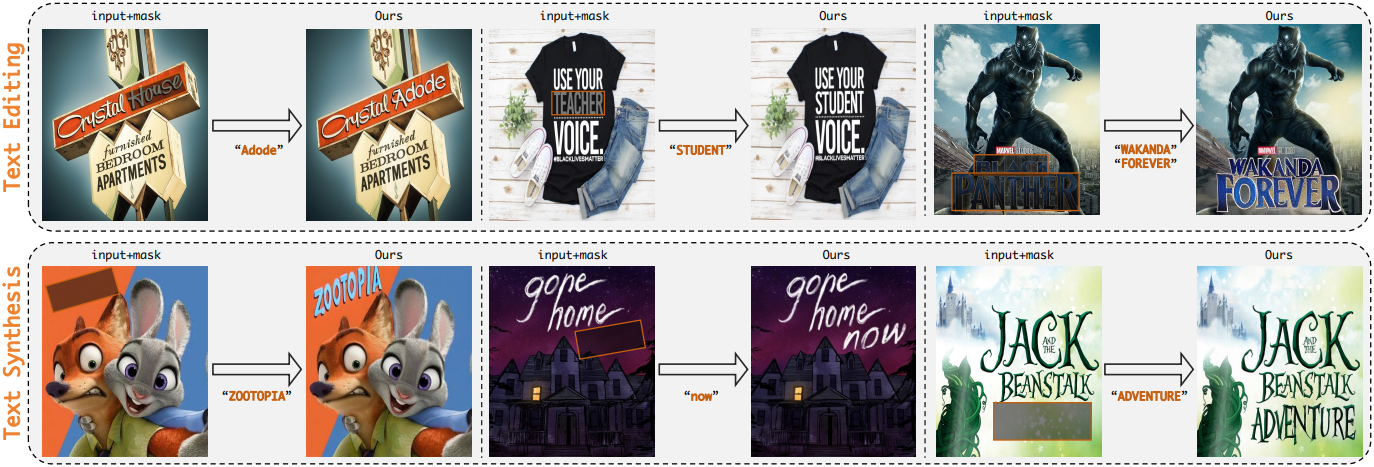 Text Editing
input+mask
Ours
input+mask
Ours
input+mask
Ours
Crystal House
furnished
BEDROOM
APARTMENTS
"Adode"
Crystal Adode
furnished
BEDROOM
APARTMENTS
USE YOUR
TEACHER
VOICE.
#BLACKLIVESMATTER
"STUDENT"
USE YOUR
STUDENT
VOICE.
#BLACKLIVESMATTER
MARVEL STUDIOS
BLACK
PANTHER
"WAKANDA"
"FOREVER"
MARVEL
WAKANDA
FOREVER
Text Synthesis
input+mask
Ours
input+mask
Ours
input+mask
Ours
"ZOOTOPIA"
ZOOTOPIA
gone
home
"now"
gone
home
now
JACK
AND THE
BEANSTALK
"ADVENTURE"
JACK
AND THE
BEANSTALK
ADVENTURE